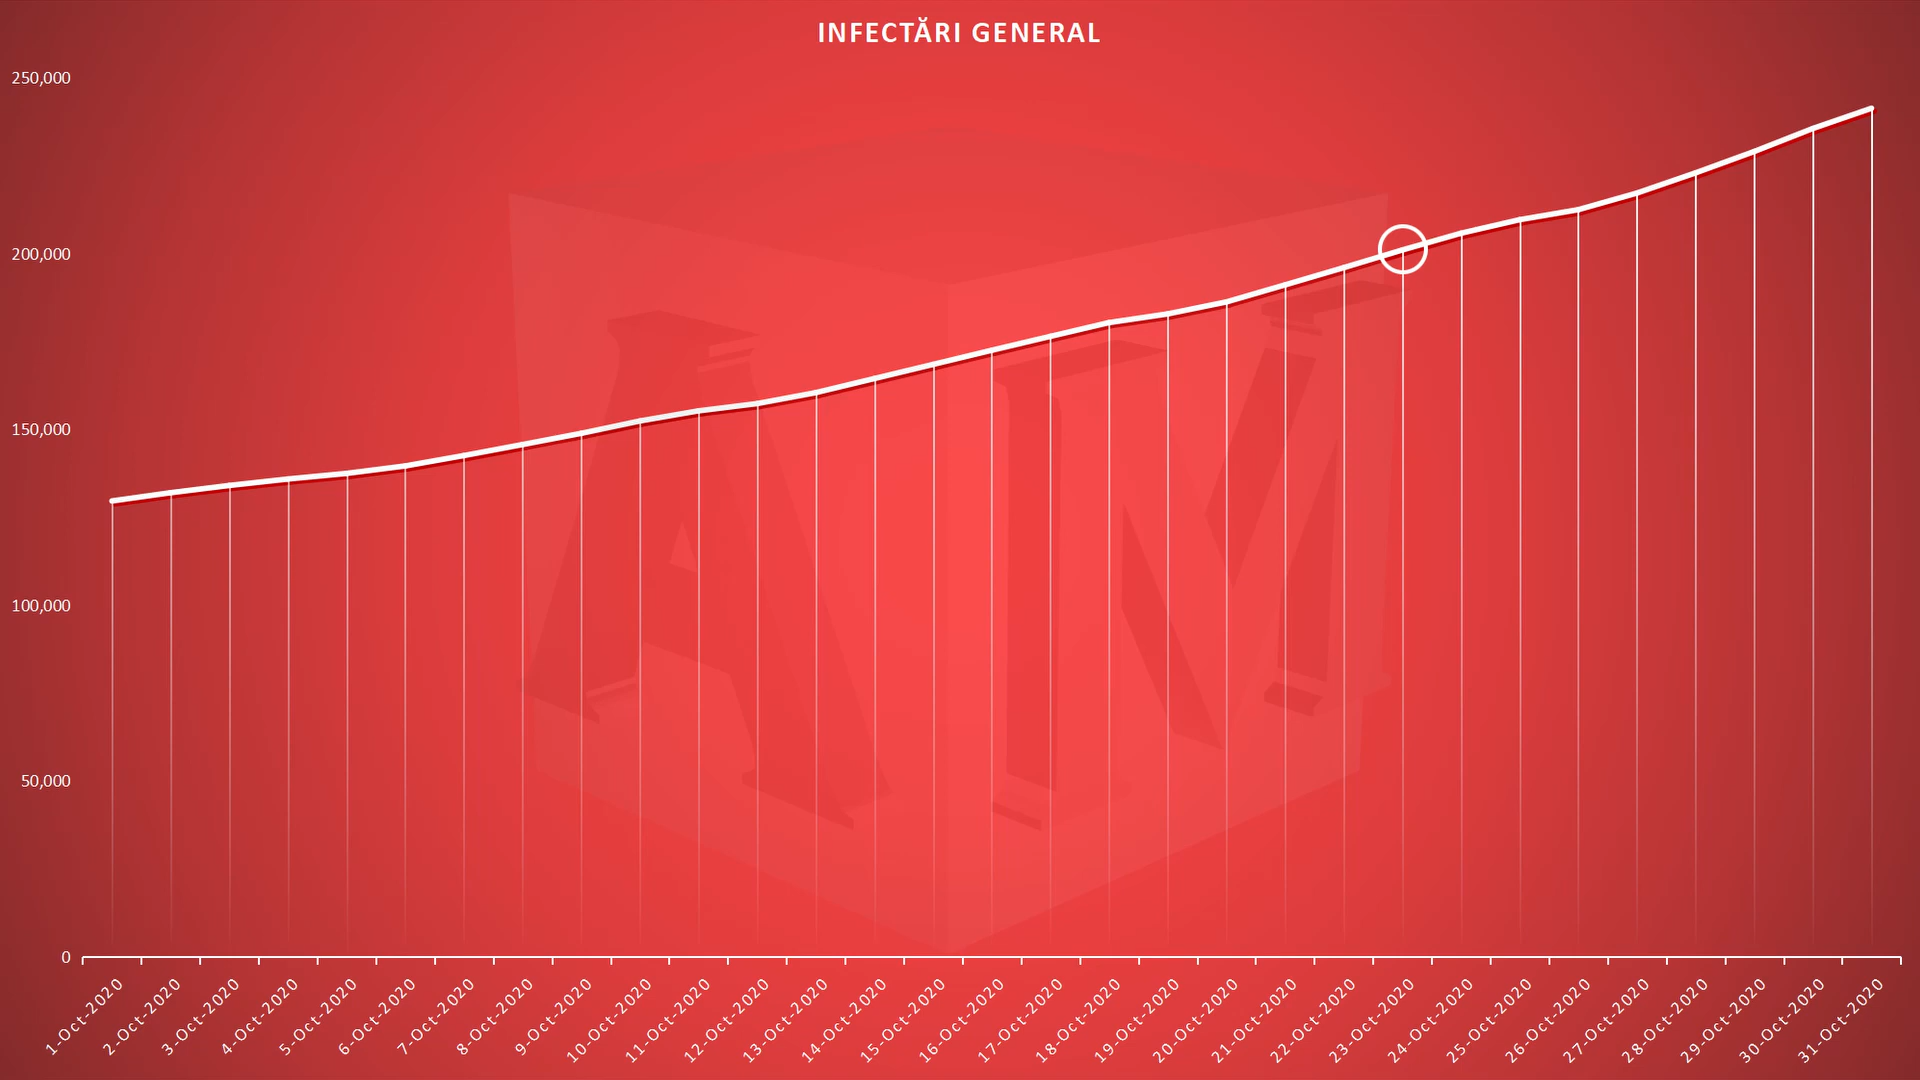 INFECTĂRI GENERAL
250,000
200,000
150,000
100,000
50,000
0
1-Oct-2020
2-Oct-2020
3-Oct-2020
4-Oct-2020
5-Oct-2020
6-Oct-2020
7-Oct-2020
8-Oct-2020
9-Oct-2020
10-Oct-2020
11-Oct-2020
12-Oct-2020
13-Oct-2020
14-Oct-2020
15-Oct-2020
16-Oct-2020
17-Oct-2020
18-Oct-2020
19-Oct-2020
20-Oct-2020
21-Oct-2020
22-Oct-2020
23-Oct-2020
24-Oct-2020
25-Oct-2020
26-Oct-2020
27-Oct-2020
28-Oct-2020
29-Oct-2020
30-Oct-2020
31-Oct-2020
AM